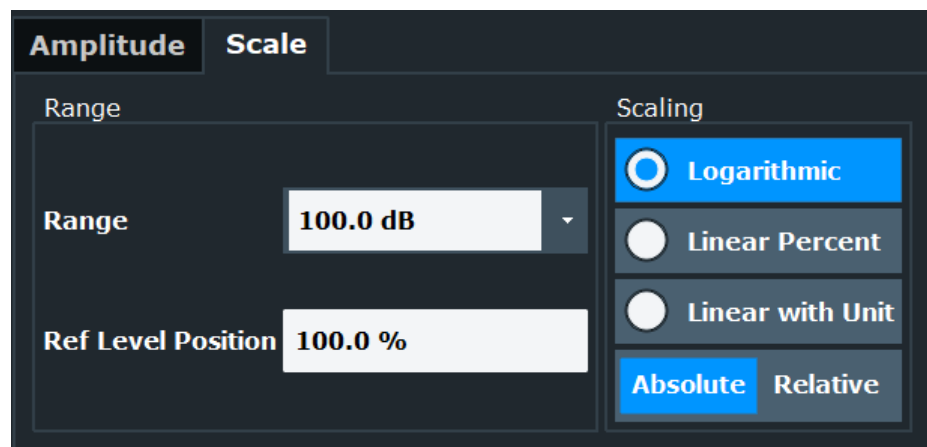 Amplitude Scale
Range
Range 100.0 dB
Ref Level Position 100.0 %
Scaling
Logarithmic
Linear Percent
Linear with Unit
Absolute Relative